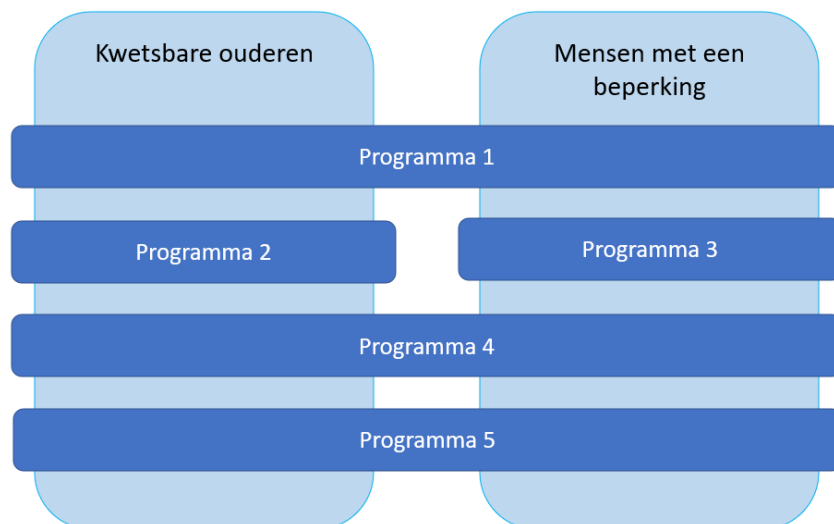 Kwetsbare ouderen
Mensen met een
beperking
Programma 1
Programma 2
Programma 3
Programma 4
Programma 5